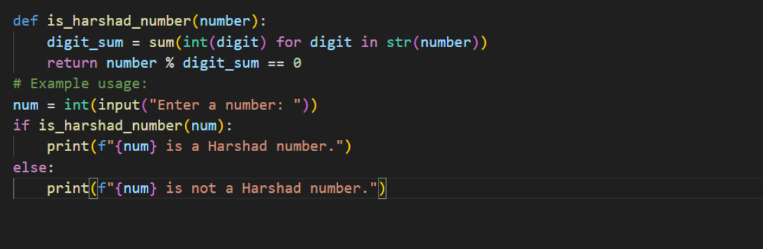 def is_harshad_number(number):
    digit_sum = sum(int(digit) for digit in str(number))
    return number % digit_sum == 0
# Example usage:
num = int(input("Enter a number: "))
if is_harshad_number(num):
    print(f"{num} is a Harshad number.")
else:
    print(f"{num} is not a Harshad number.")